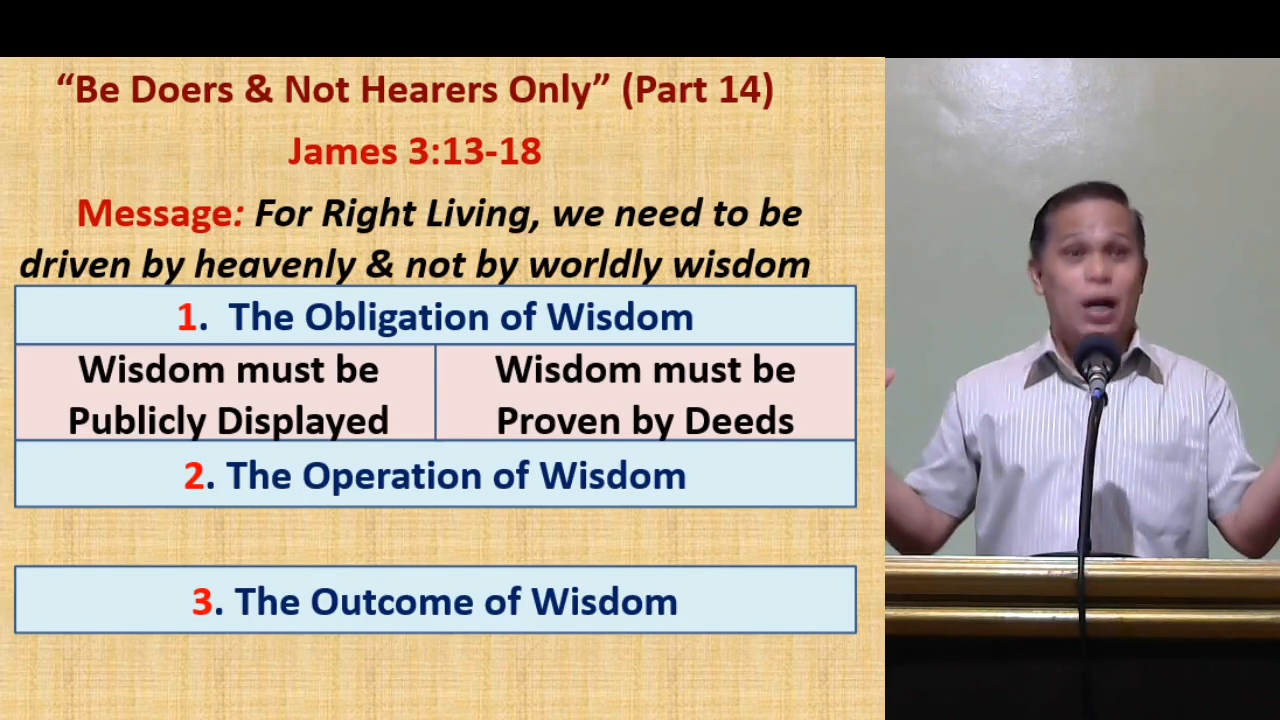 “Be Doers & Not Hearers Only” (Part 14)
James 3:13-18
Message: For Right Living, we need to be
driven by heavenly & not by worldly wisdom
1. The Obligation of Wisdom
Wisdom must be
Publicly Displayed
Wisdom must be
Proven by Deeds
2. The Operation of Wisdom
3. The Outcome of Wisdom